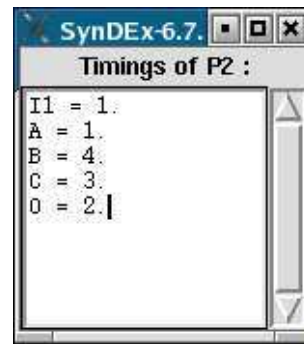 SynDEx-6.7.
Timings of P2 :
I1 = 1.
A = 1.
B = 4.
C = 3.
O = 2.